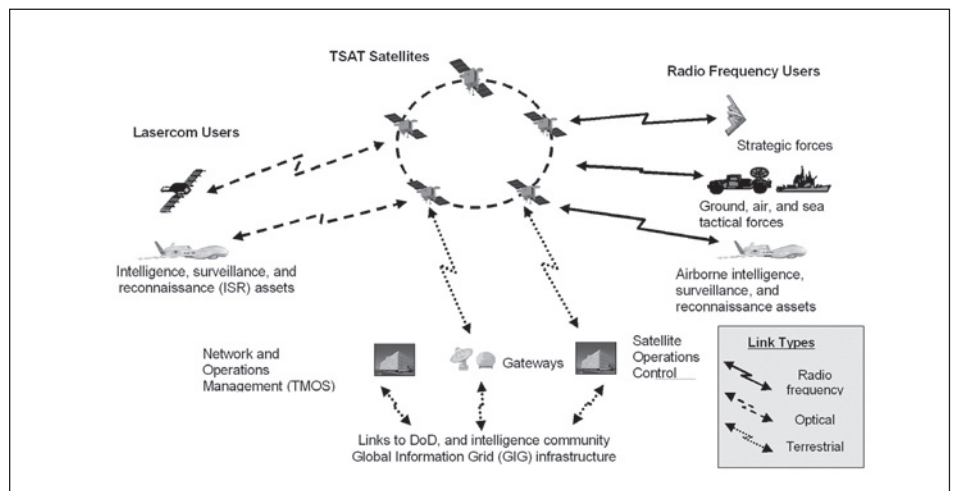 TSAT Satellites
Radio Frequency Users
Lasercom Users
Strategic forces
Ground, air, and sea
tactical forces
Intelligence, surveillance, and
reconnaissance (ISR) assets
Airborne intelligence,
surveillance, and
reconnaissance assets
Network and
Operations
Management (TMOS)
Gateways
Satellite
Operations
Control
Links to DoD, and intelligence community
Global Information Grid (GIG) infrastructure
Link Types
Radio
frequency
Optical
Terrestrial